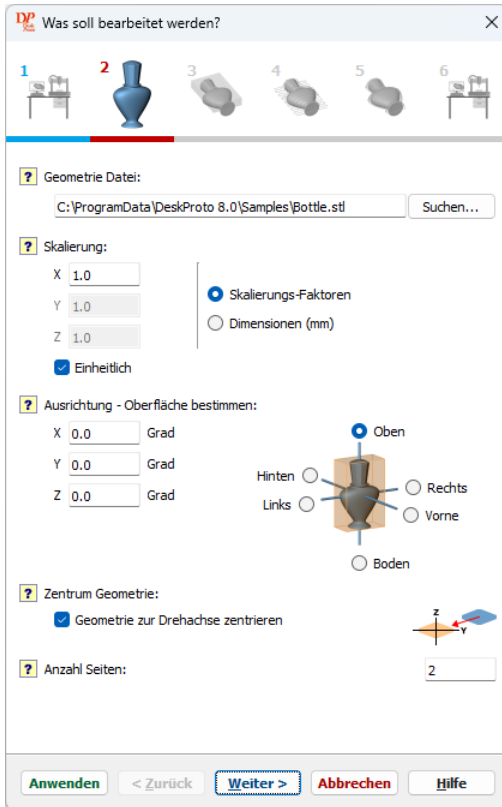 DP Was soll bearbeitet werden?
1 2 3 4 5 6
? Geometrie Datei:
C:\ProgramData\DeskProto 8.0\Samples\Bottle.stl Suchen...
? Skalierung:
X 1.0
Skalierungs-Faktoren
Y 1.0
Dimensionen (mm)
Z 1.0
Einheitlich
? Ausrichtung - Oberfläche bestimmen:
X 0.0 Grad
Oben
Y 0.0 Grad
Hinten
Rechts
Z 0.0 Grad
Links
Vorne
Boden
? Zentrum Geometrie:
Geometrie zur Drehachse zentrieren
Z
Y
? Anzahl Seiten: 2
Anwenden < Zurück Weiter > Abbrechen Hilfe